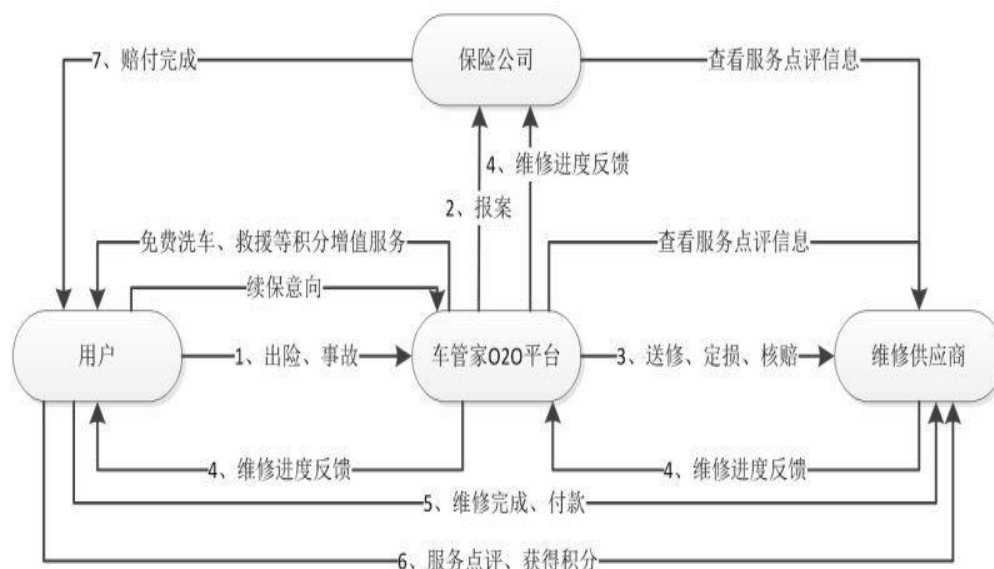 7、赔付完成
保险公司
查看服务点评信息
4、维修进度反馈
2、报案
免费洗车、救援等积分增值服务
查看服务点评信息
续保意向
用户
1、出险、事故
车管家O2O平台
3、送修、定损、核赔
维修供应商
4、维修进度反馈
4、维修进度反馈
5、维修完成、付款
6、服务点评、获得积分